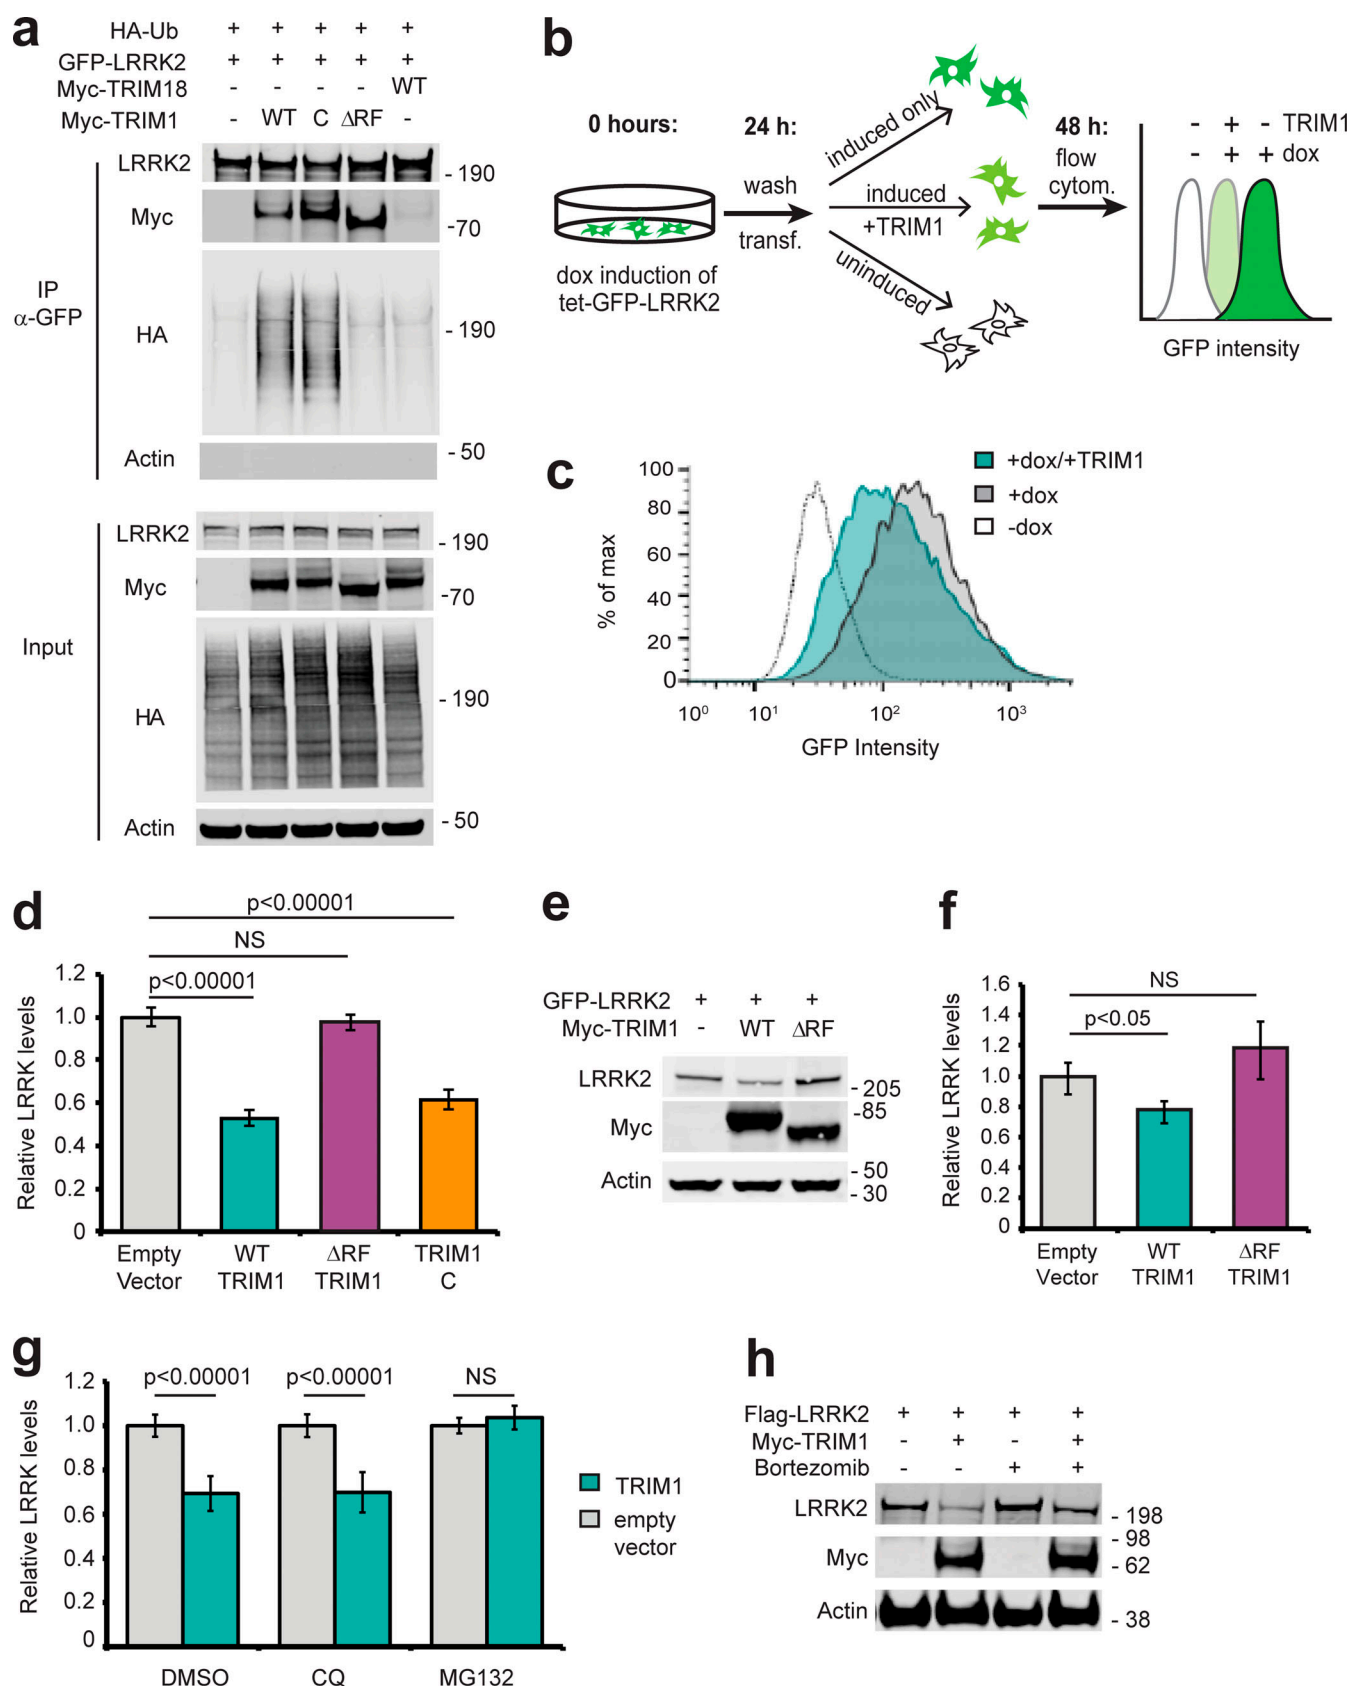 a
HA-Ub + + + + +
GFP-LRRK2 + + + + +
Myc-TRIM18 - - - - WT
Myc-TRIM1 - WT C ΔRF -
IP
α-GFP
LRRK2
- 190
Myc
-70
HA
- 190
Actin
- 50
Input
LRRK2
- 190
Myc
-70
HA
- 190
Actin
- 50
b
0 hours:
dox induction of
tet-GFP-LRRK2
24 h:
wash
transf.
induced only
induced
+TRIM1
uninduced
48 h:
flow
cytom.
- + - TRIM1
- + + dox
GFP intensity
c
% of max
100
80
60
40
20
0
10⁰ 10¹ 10² 10³
GFP Intensity
+dox/+TRIM1
+dox
-dox
d
p<0.00001
NS
p<0.00001
Relative LRRK levels
1.2
1.0
0.8
0.6
0.4
0.2
0
Empty WT ΔRF TRIM1
Vector TRIM1 TRIM1 C
e
GFP-LRRK2 + + +
Myc-TRIM1 - WT ΔRF
LRRK2
- 205
-85
Myc
Actin
- 50
- 30
f
NS
p<0.05
Relative LRRK levels
1.6
1.4
1.2
1.0
0.8
0.6
0.4
0.2
0
Empty WT ΔRF
Vector TRIM1 TRIM1
g
p<0.00001 p<0.00001 NS
Relative LRRK levels
1.2
1.0
0.8
0.6
0.4
0.2
0
DMSO CQ MG132
TRIM1
empty
vector
h
Flag-LRRK2 + + + +
Myc-TRIM1 - + - +
Bortezomib - - + +
LRRK2
- 198
- 98
Myc
- 62
Actin
- 38